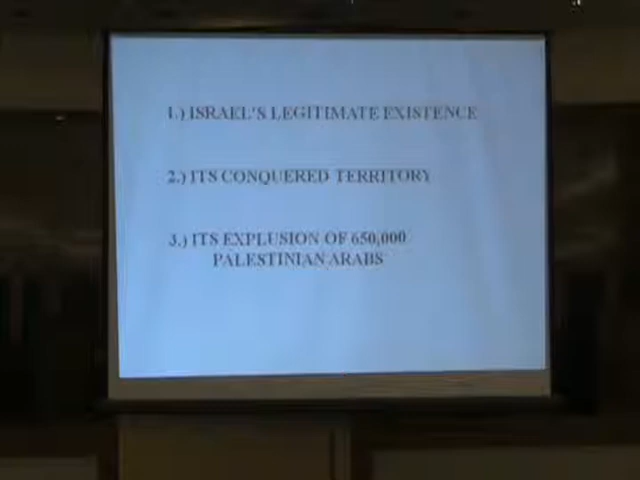 1.) ISRAEL'S LEGITIMATE EXISTENCE
2.) ITS CONQUERED TERRITORY
3.) ITS EXPLUSION OF 650,000
PALESTINIAN ARABS